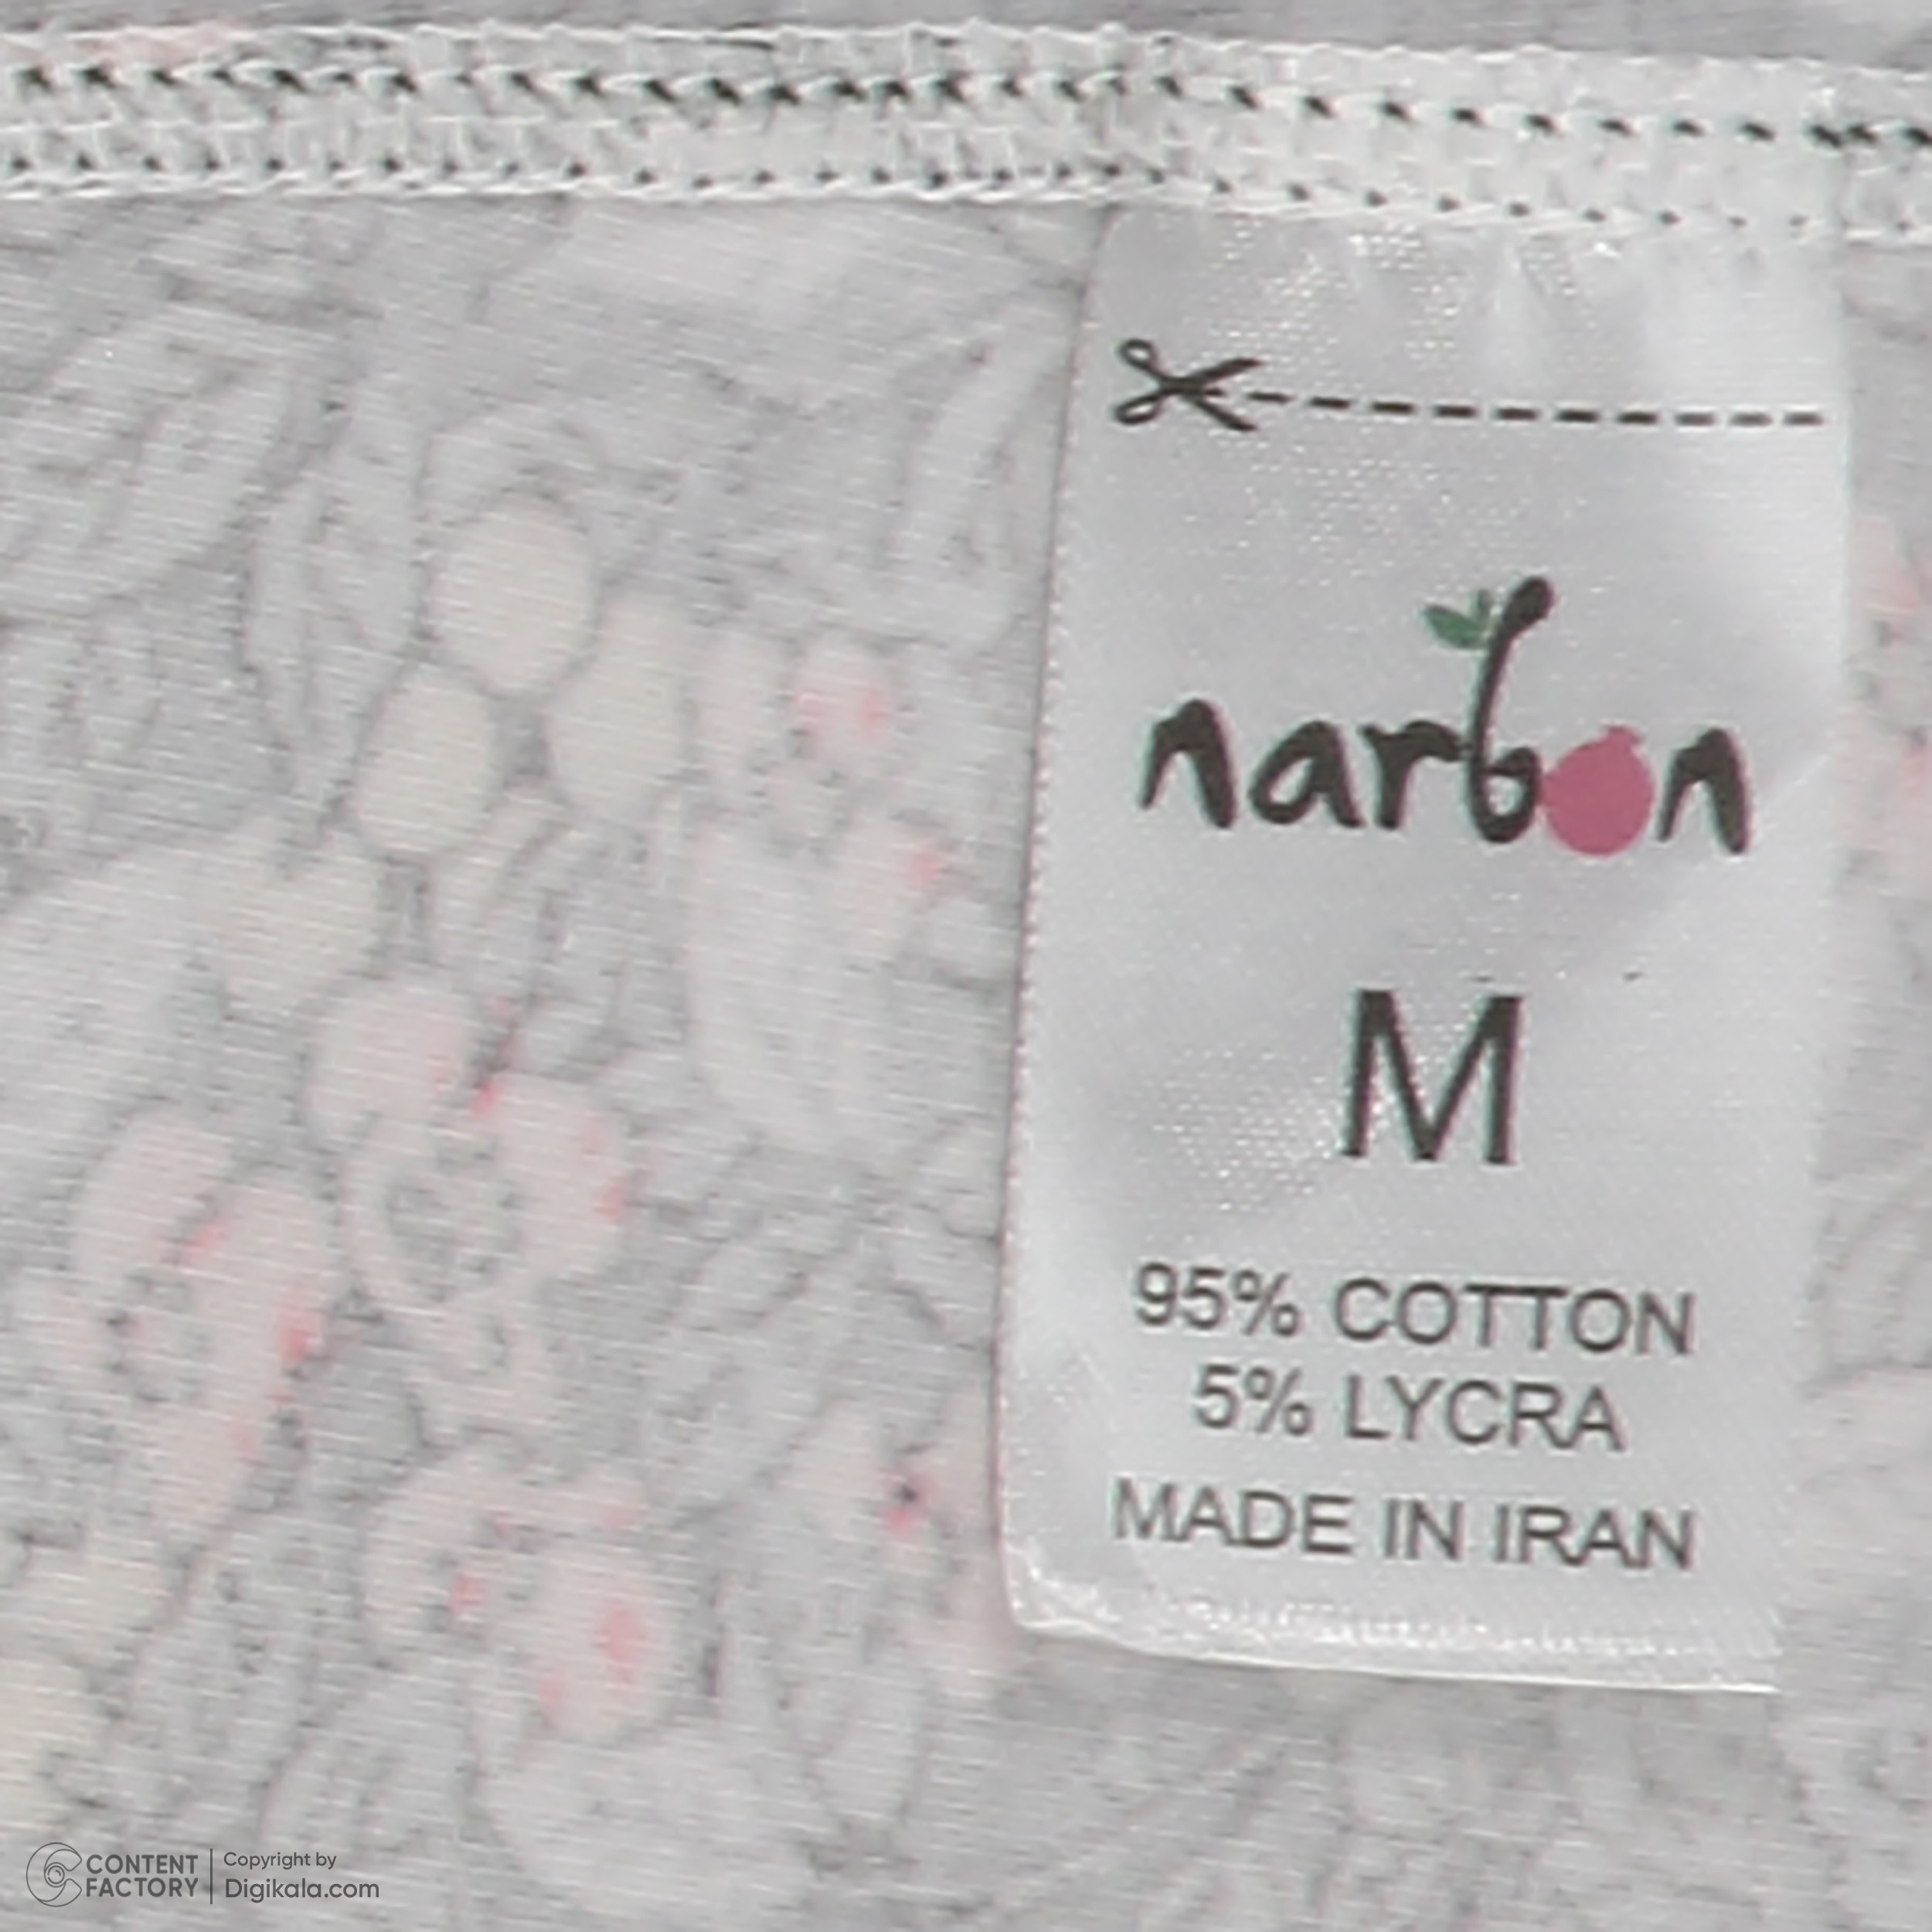 narbon
M
95% COTTON
5% LYCRA
MADE IN IRAN
CONTENT FACTORY
Copyright by
Digikala.com